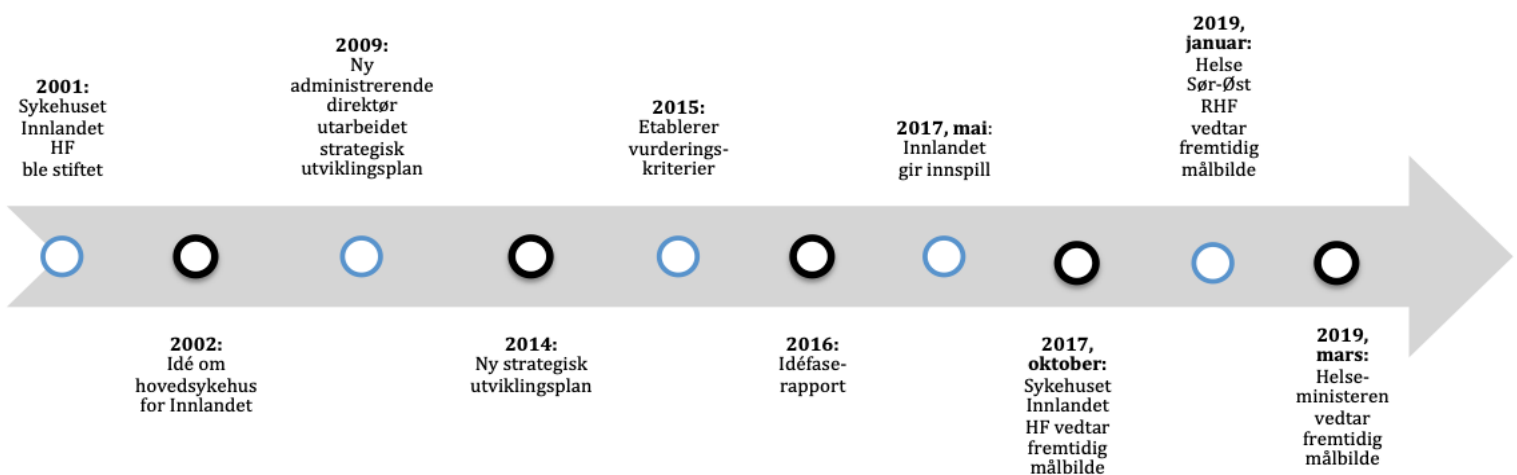 2001:
Sykehuset
Innlandet
HF
ble stiftet
2002:
Idé om
hovedsykehus
for Innlandet
2009:
Ny
administrerende
direktør
utarbeidet
strategisk
utviklingsplan
2014:
Ny strategisk
utviklingsplan
2015:
Etablerer
vurderings-
kriterier
2016:
Idéfase-
rapport
2017, mai:
Innlandet
gir innspill
2017,
oktober:
Sykehuset
Innlandet
HF vedtar
fremtidig
målbilde
2019,
januar:
Helse
Sør-Øst
RHF
vedtar
fremtidig
målbilde
2019,
mars:
Helse-
ministeren
vedtar
fremtidig
målbilde